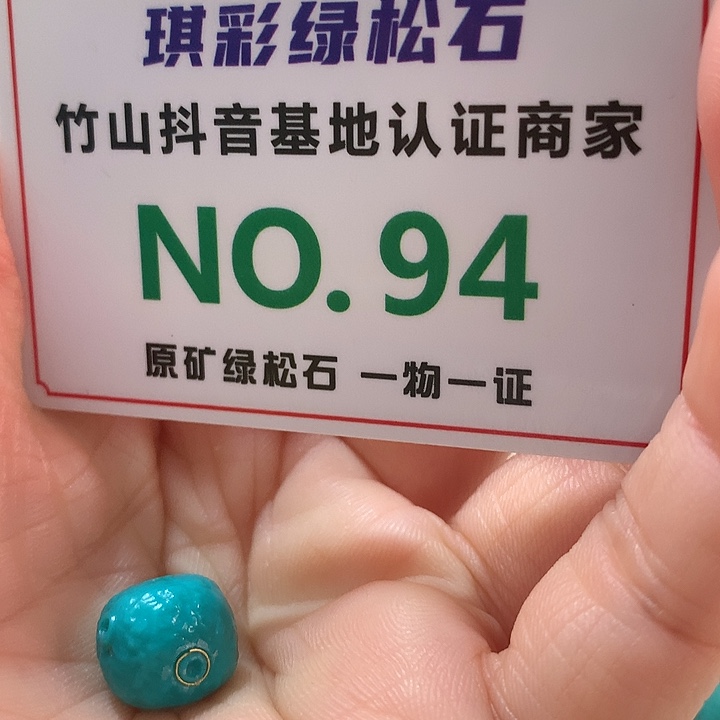 琪彩绿松石
竹山抖音基地认证商家
NO.94
原矿绿松石 一物一证